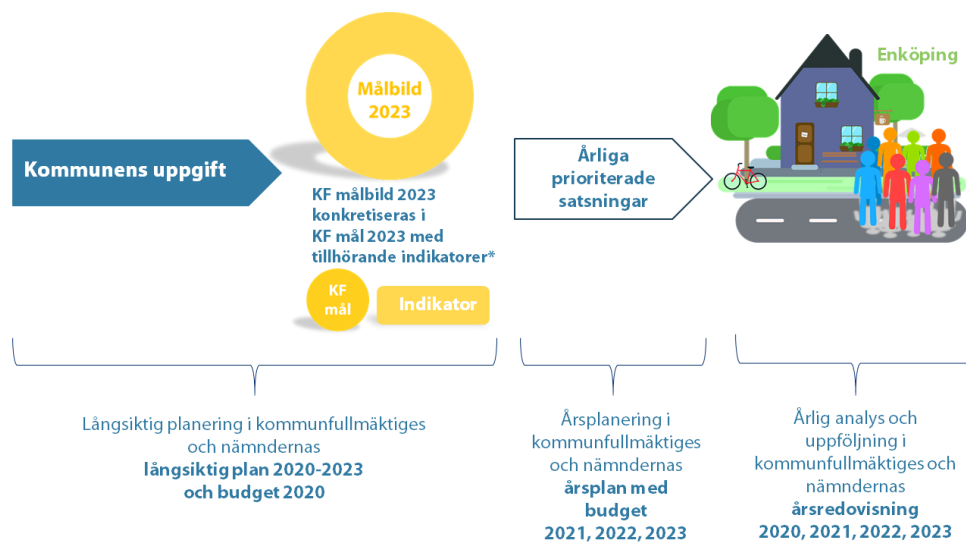 Kommunens uppgift
Målbild
2023
KF målbild 2023
konkretiseras i
KF mål 2023 med
tillhörande indikatorer*
KF
mål
Indikator
Årliga
prioriterade
satsningar
Enköping
Långsiktig planering i kommunfullmäktiges
och nämndernas
långsiktig plan 2020-2023
och budget 2020
Årsplanering i
kommunfullmäktiges
och nämndernas
årsplan med
budget
2021, 2022, 2023
Årlig analys och
uppföljning i
kommunfullmäktiges och
nämndernas
årsredovisning
2020, 2021, 2022, 2023